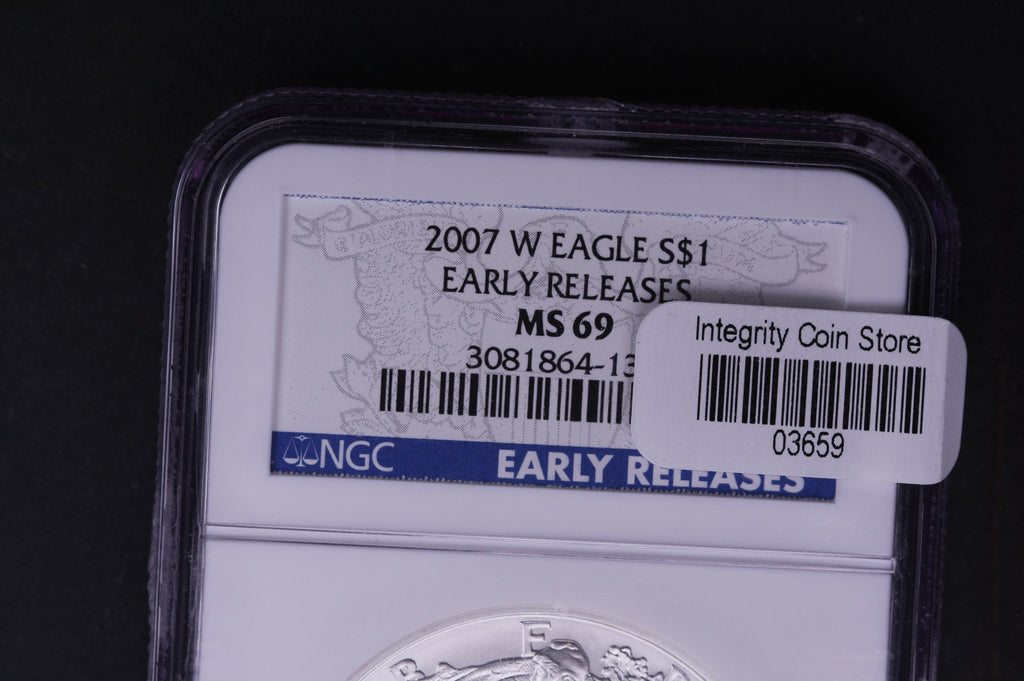 2007 W EAGLE S$1
EARLY RELEASES
MS 69
3081864-13
NGC
EARLY RELEASES
Integrity Coin Store
03659